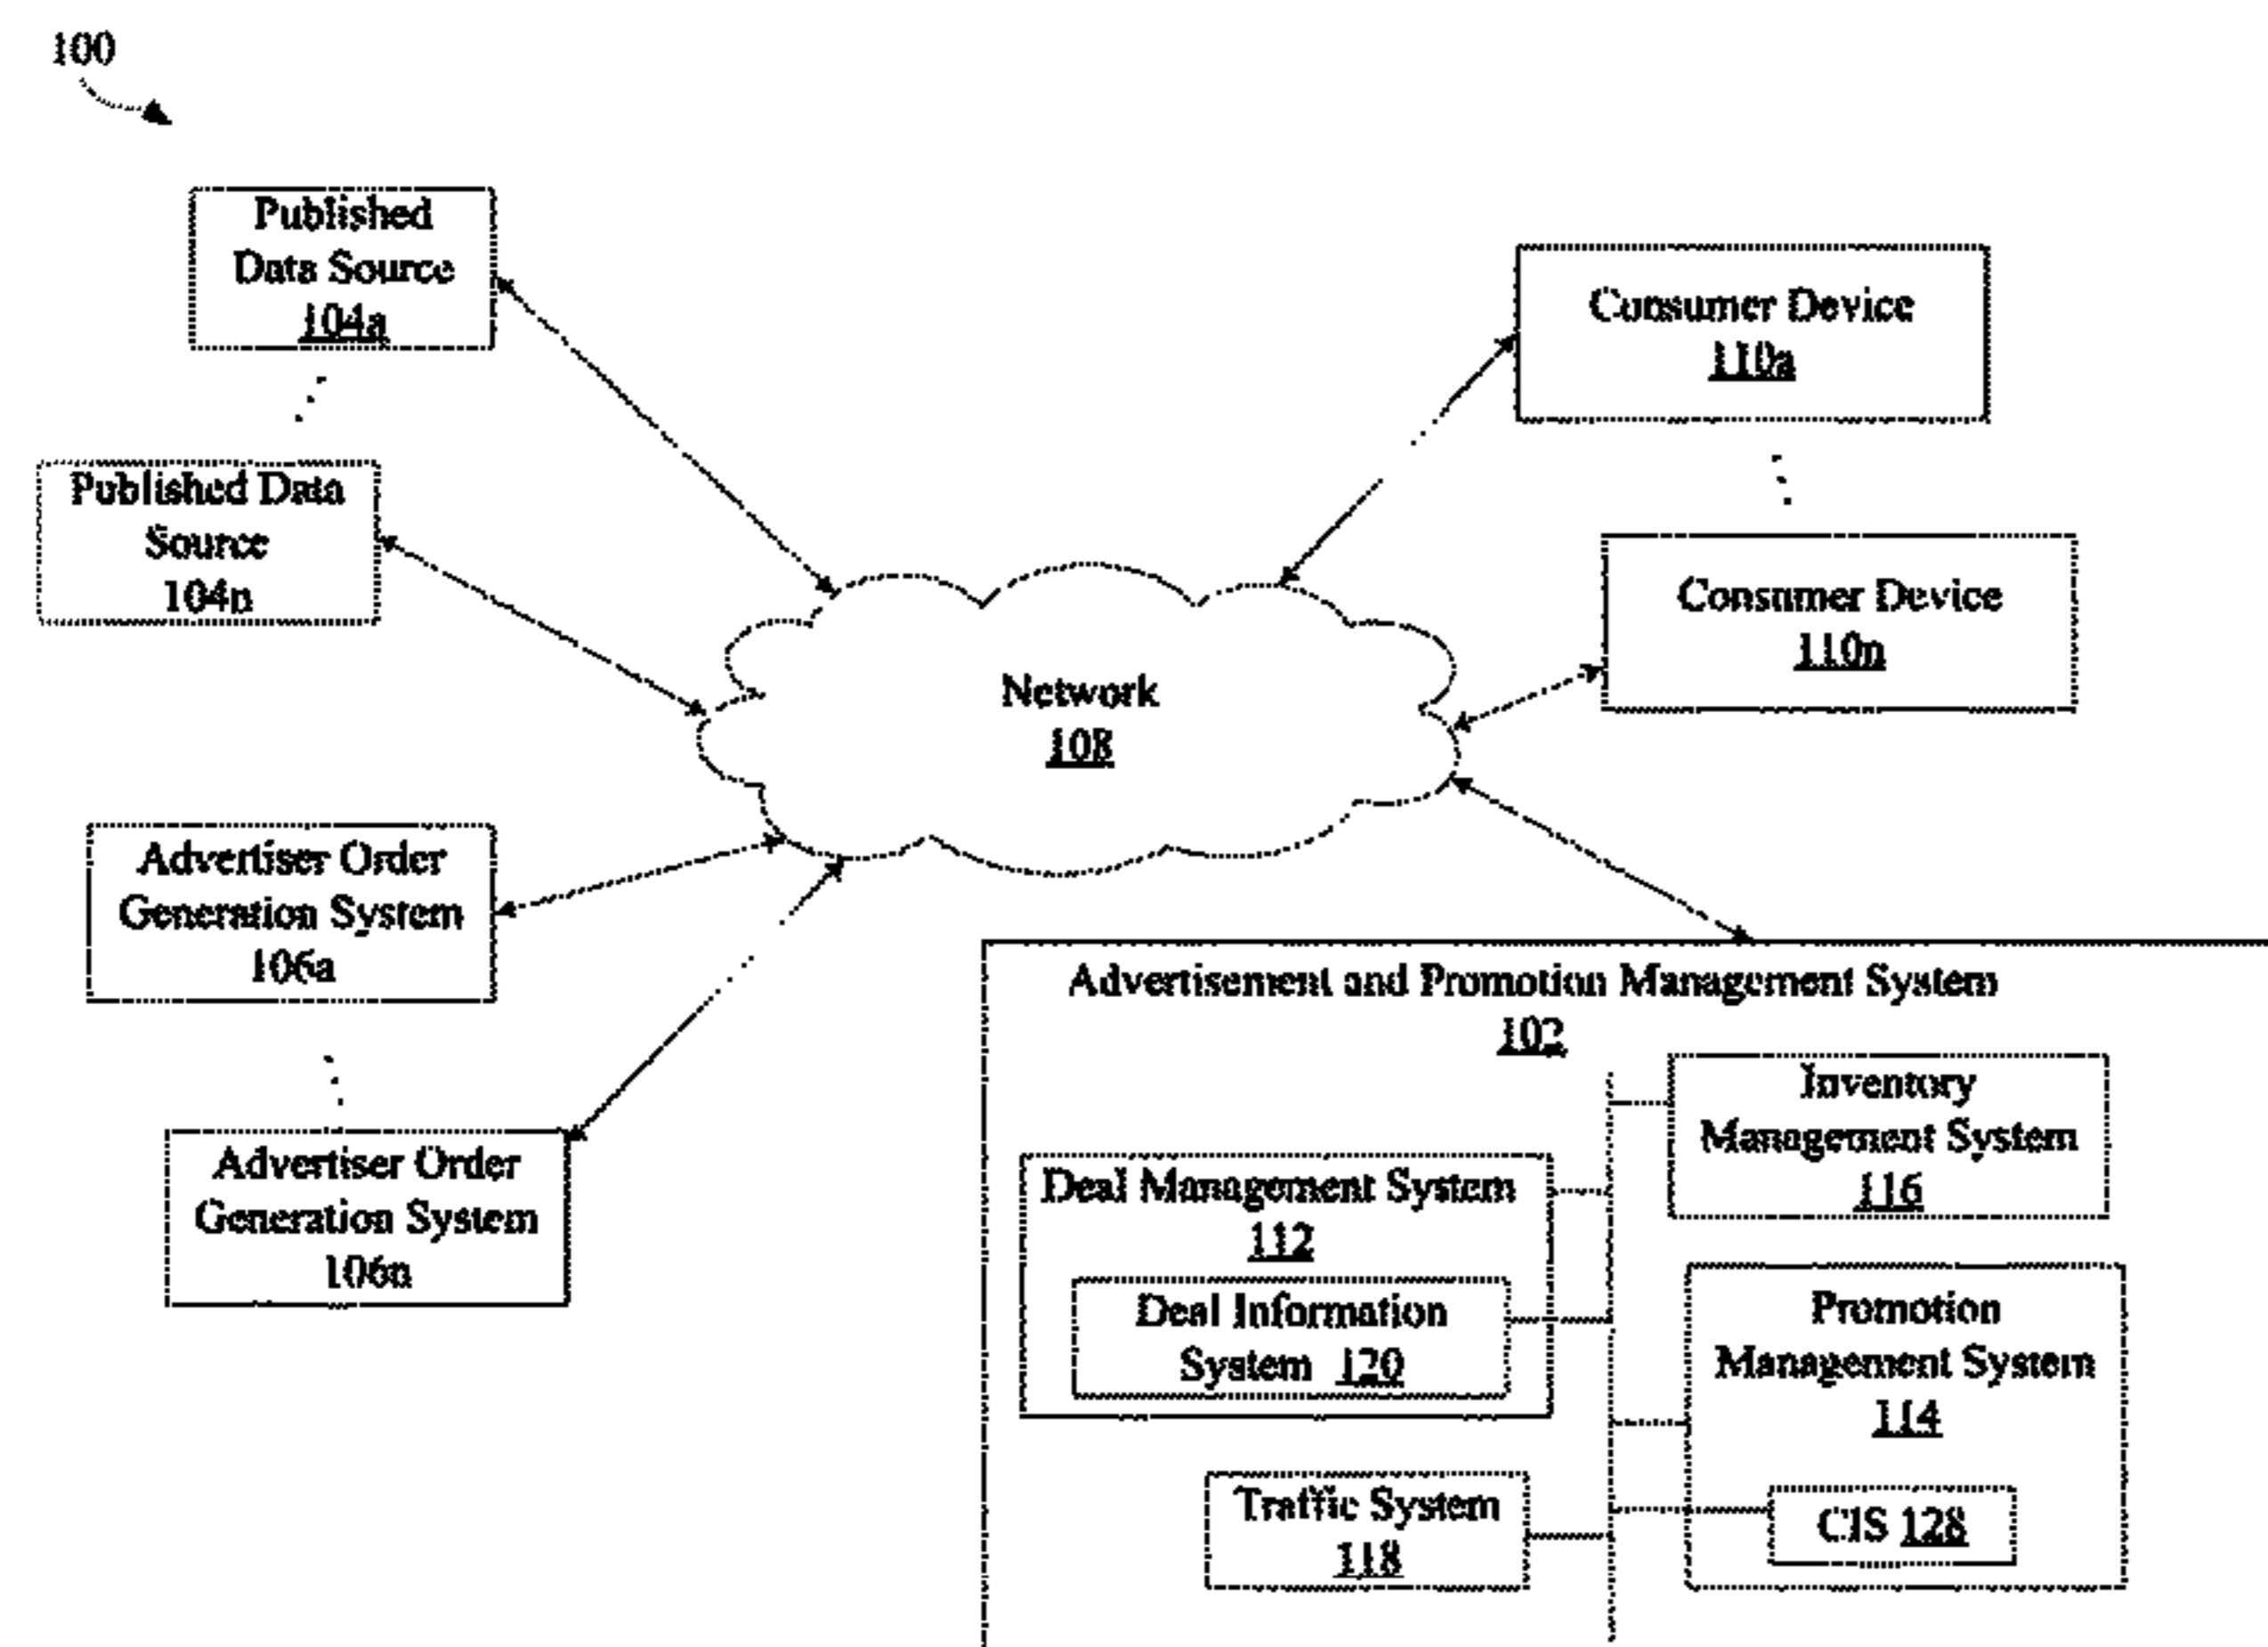 100
Published
Data Source
104a
Published Data
Source
104n
Consumer Device
110a
Consumer Device
110n
Network
108
Advertiser Order
Generation System
106a
Advertiser Order
Generation System
106n
Advertisement and Promotion Management System
102
Inventory
Management System
116
Deal Management System
112
Deal Information
System 120
Promotion
Management System
114
CIS 128
Traffic System
118